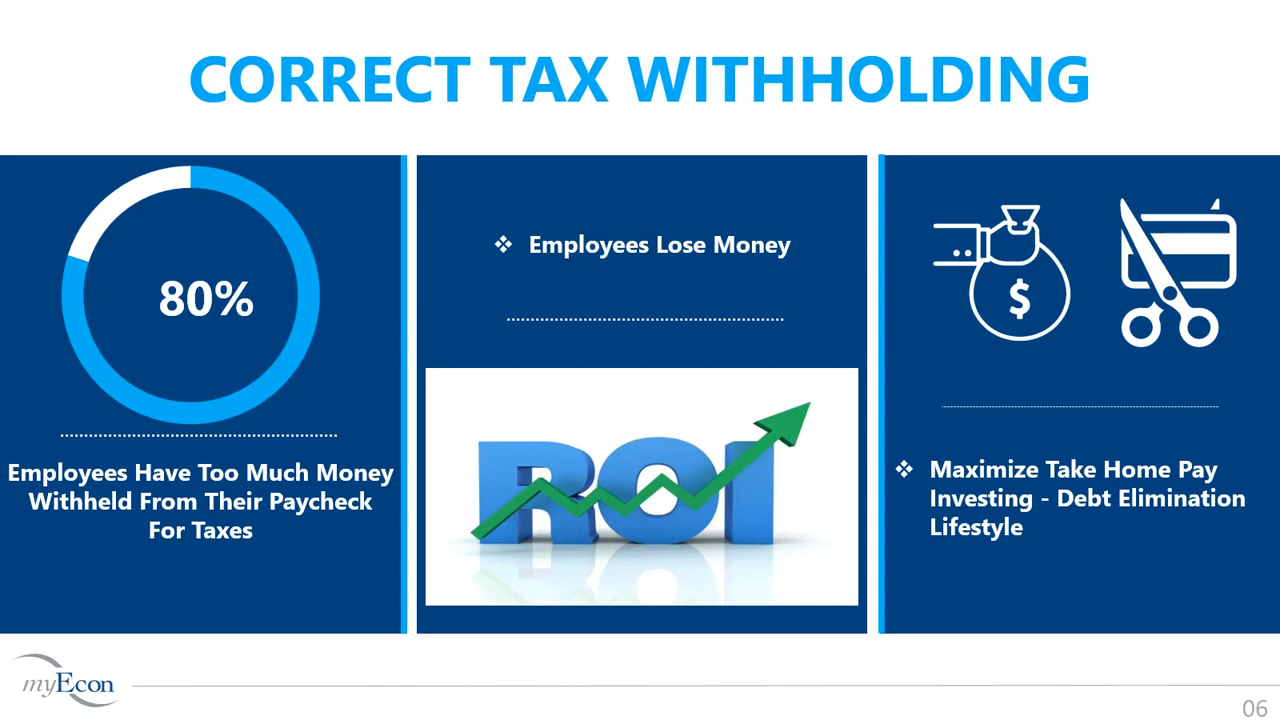 CORRECT TAX WITHHOLDING
80%
Employees Have Too Much Money
Withheld From Their Paycheck
For Taxes
❖ Employees Lose Money
ROI
$
❖ Maximize Take Home Pay
Investing - Debt Elimination
Lifestyle
myEcon
06